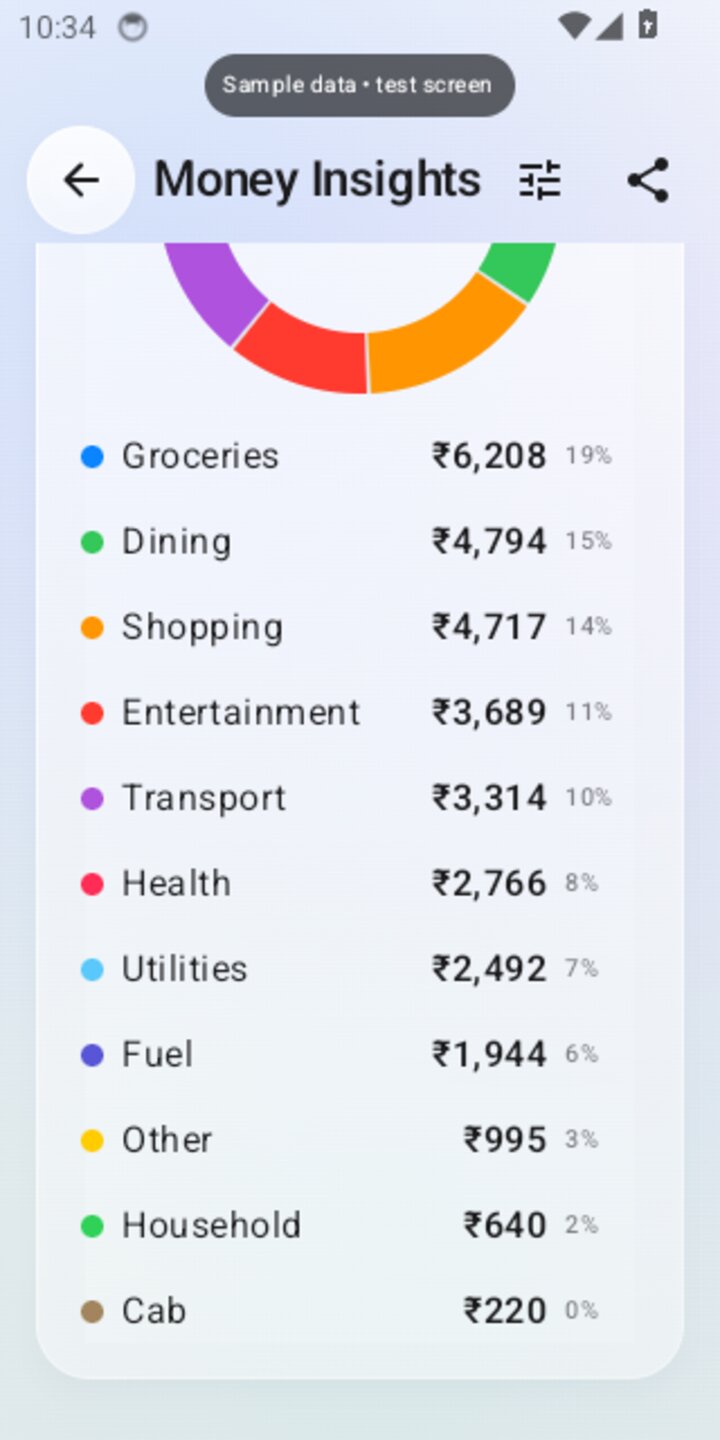 10:34
Sample data • test screen
Money Insights
Groceries ₹6,208 19%
Dining ₹4,794 15%
Shopping ₹4,717 14%
Entertainment ₹3,689 11%
Transport ₹3,314 10%
Health ₹2,766 8%
Utilities ₹2,492 7%
Fuel ₹1,944 6%
Other ₹995 3%
Household ₹640 2%
Cab ₹220 0%